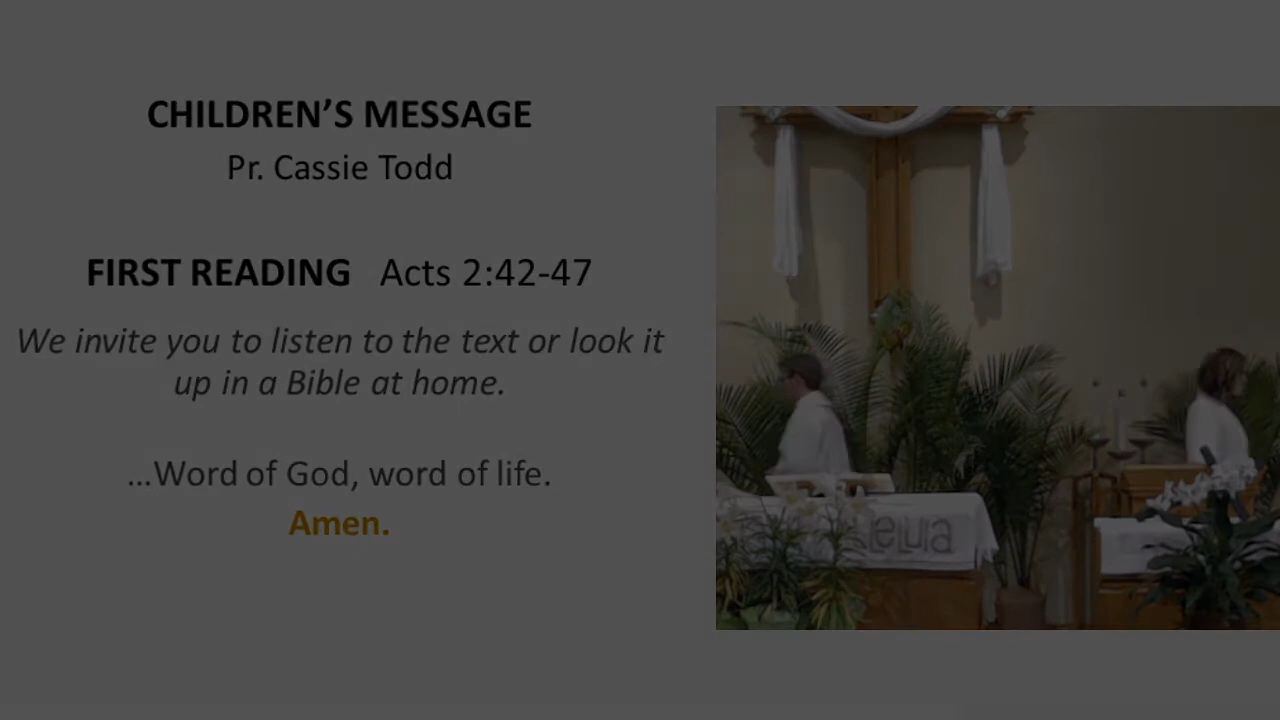 CHILDREN’S MESSAGE
Pr. Cassie Todd
FIRST READING Acts 2:42-47
We invite you to listen to the text or look it
up in a Bible at home.
...Word of God, word of life.
Amen.